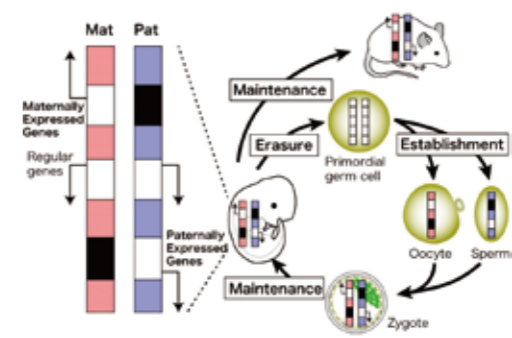 Mat Pat
Maternally
Expressed
Genes
Regular
genes
Paternally
Expressed
Genes
Maintenance
Erasure
Primordial
germ cell
Establishment
Oocyte
Sperm
Maintenance
Zygote